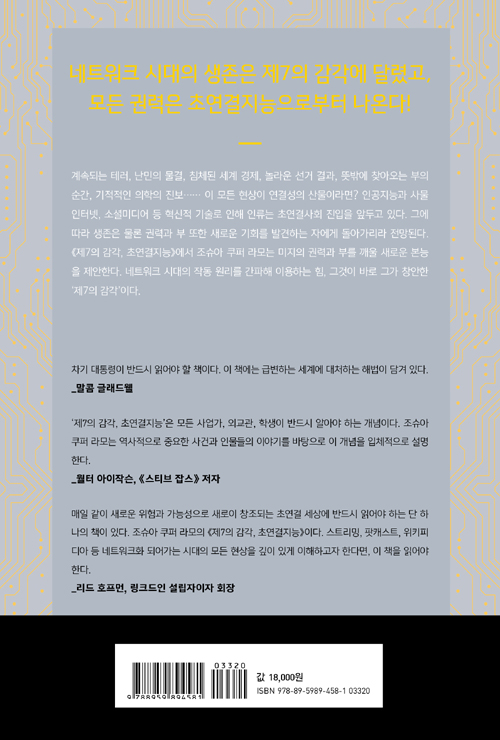 네트워크 시대의 생존은 제7의 감각에 달렸고,
모든 권력은 초연결지능으로부터 나온다!
계속되는 테러, 난민의 물결, 침체된 세계 경제, 놀라운 선거 결과, 뜻밖에 찾아오는 부의
순간, 기적적인 의학의 진보…… 이 모든 현상이 연결성의 산물이라면? 인공지능과 사물
인터넷, 소셜미디어 등 혁신적 기술로 인해 인류는 초연결사회 진입을 앞두고 있다. 그에
따라 생존은 물론 권력과 부 또한 새로운 기회를 발견하는 자에게 돌아가리라 전망된다.
《제7의 감각, 초연결지능》에서 조슈아 쿠퍼 라모는 미지의 권력과 부를 깨울 새로운 본능
을 제안한다. 네트워크 시대의 작동 원리를 간파해 이용하는 힘, 그것이 바로 그가 창안한
'제7의 감각'이다.
차기 대통령이 반드시 읽어야 할 책이다. 이 책에는 급변하는 세계에 대처하는 해법이 담겨 있다.
_말콤 글래드웰
'제7의 감각, 초연결지능'은 모든 사업가, 외교관, 학생이 반드시 알아야 하는 개념이다. 조슈아
쿠퍼 라모는 역사적으로 중요한 사건과 인물들의 이야기를 바탕으로 이 개념을 입체적으로 설명
한다.
_월터 아이작슨, 《스티브 잡스》 저자
매일 같이 새로운 위험과 가능성으로 새로이 창조되는 초연결 세상에 반드시 읽어야 하는 단 하
나의 책이 있다. 조슈아 쿠퍼 라모의 《제7의 감각, 초연결지능》이다. 스트리밍, 팟캐스트, 위키피
디아 등 네트워크화 되어가는 시대의 모든 현상을 깊이 있게 이해하고자 한다면, 이 책을 읽어야
한다.
_리드 호프먼, 링크드인 설립자이자 회장
03320
값 18,000원
ISBN 978-89-5989-458-1 03320
9 788959 894581